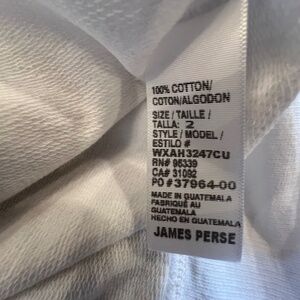 100% COTTON/
COTON/ALGODON
SIZE / TAILLE /
TALLA: 2
STYLE / MODEL /
ESTILO #
WXAH3247CU
RN# 95339
CA# 31092
PO # 37964-00
MADE IN GUATEMALA
FABRIQUÉ AU
GUATEMALA
HECHO EN GUATEMALA
JAMES PERSE